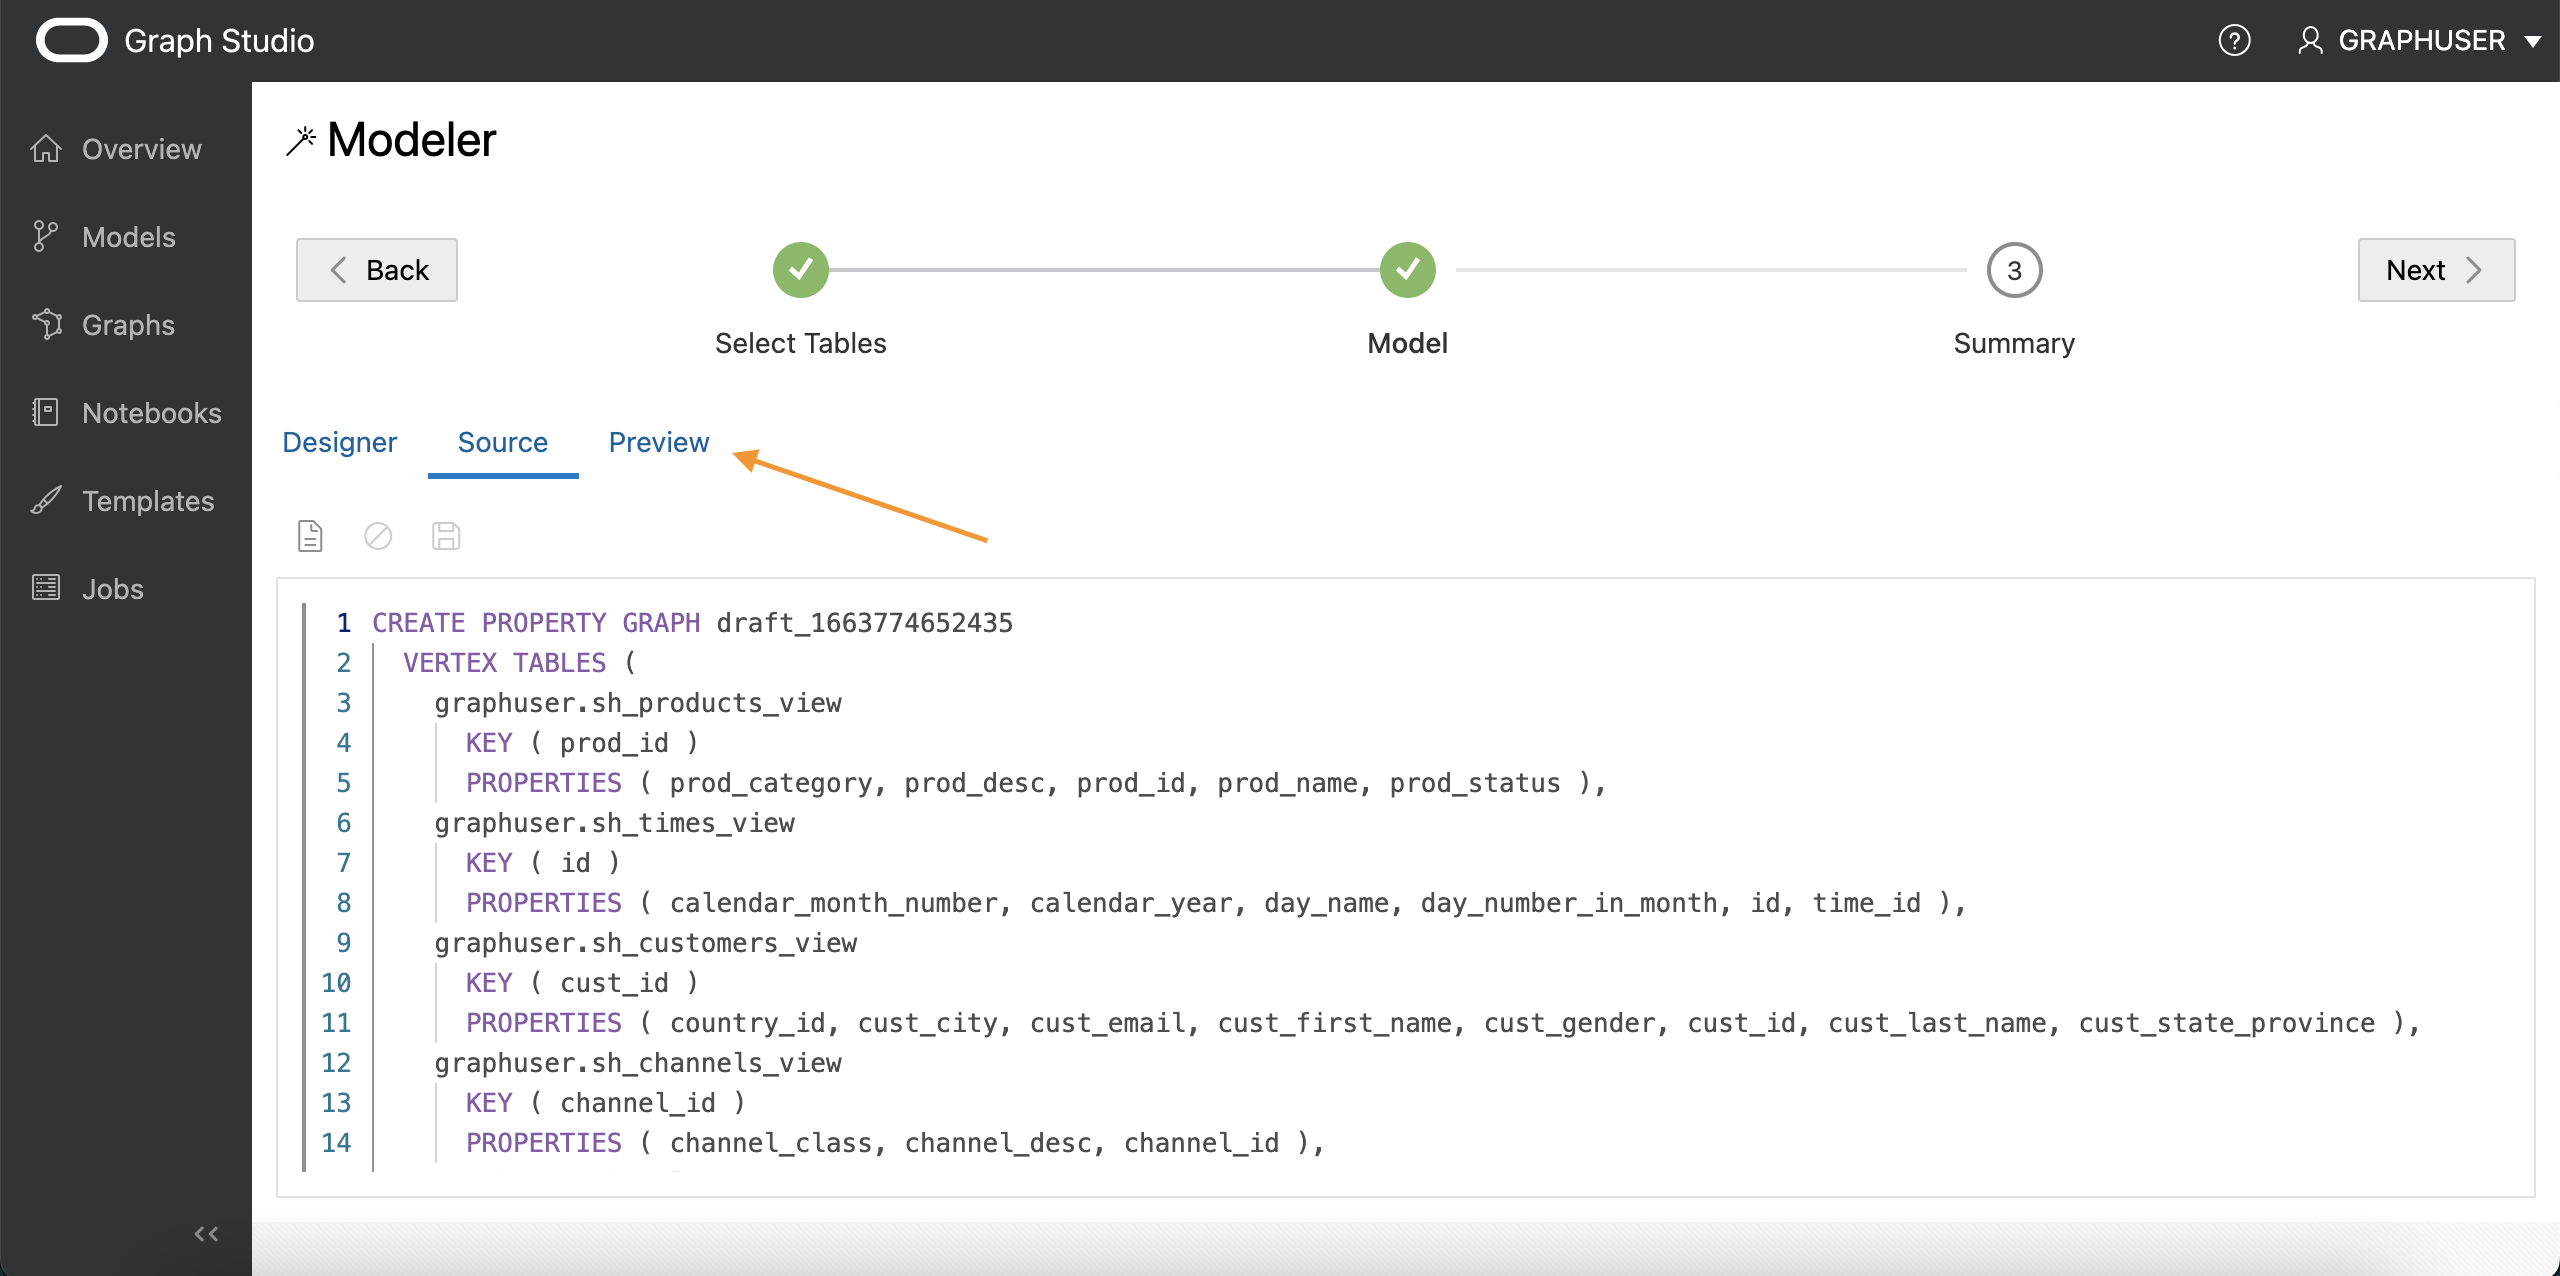 Graph Studio
GRAPHUSER
Overview
Models
Graphs
Notebooks
Templates
Jobs
Modeler
Back
3
Next
Select Tables
Model
Summary
Designer
Source
Preview
1 CREATE PROPERTY GRAPH draft_1663774652435
2 VERTEX TABLES (
3 graphuser.sh_products_view
4 KEY ( prod_id )
5 PROPERTIES ( prod_category, prod_desc, prod_id, prod_name, prod_status ),
6 graphuser.sh_times_view
7 KEY ( id )
8 PROPERTIES ( calendar_month_number, calendar_year, day_name, day_number_in_month, id, time_id ),
9 graphuser.sh_customers_view
10 KEY ( cust_id )
11 PROPERTIES ( country_id, cust_city, cust_email, cust_first_name, cust_gender, cust_id, cust_last_name, cust_state_province ),
12 graphuser.sh_channels_view
13 KEY ( channel_id )
14 PROPERTIES ( channel_class, channel_desc, channel_id ),